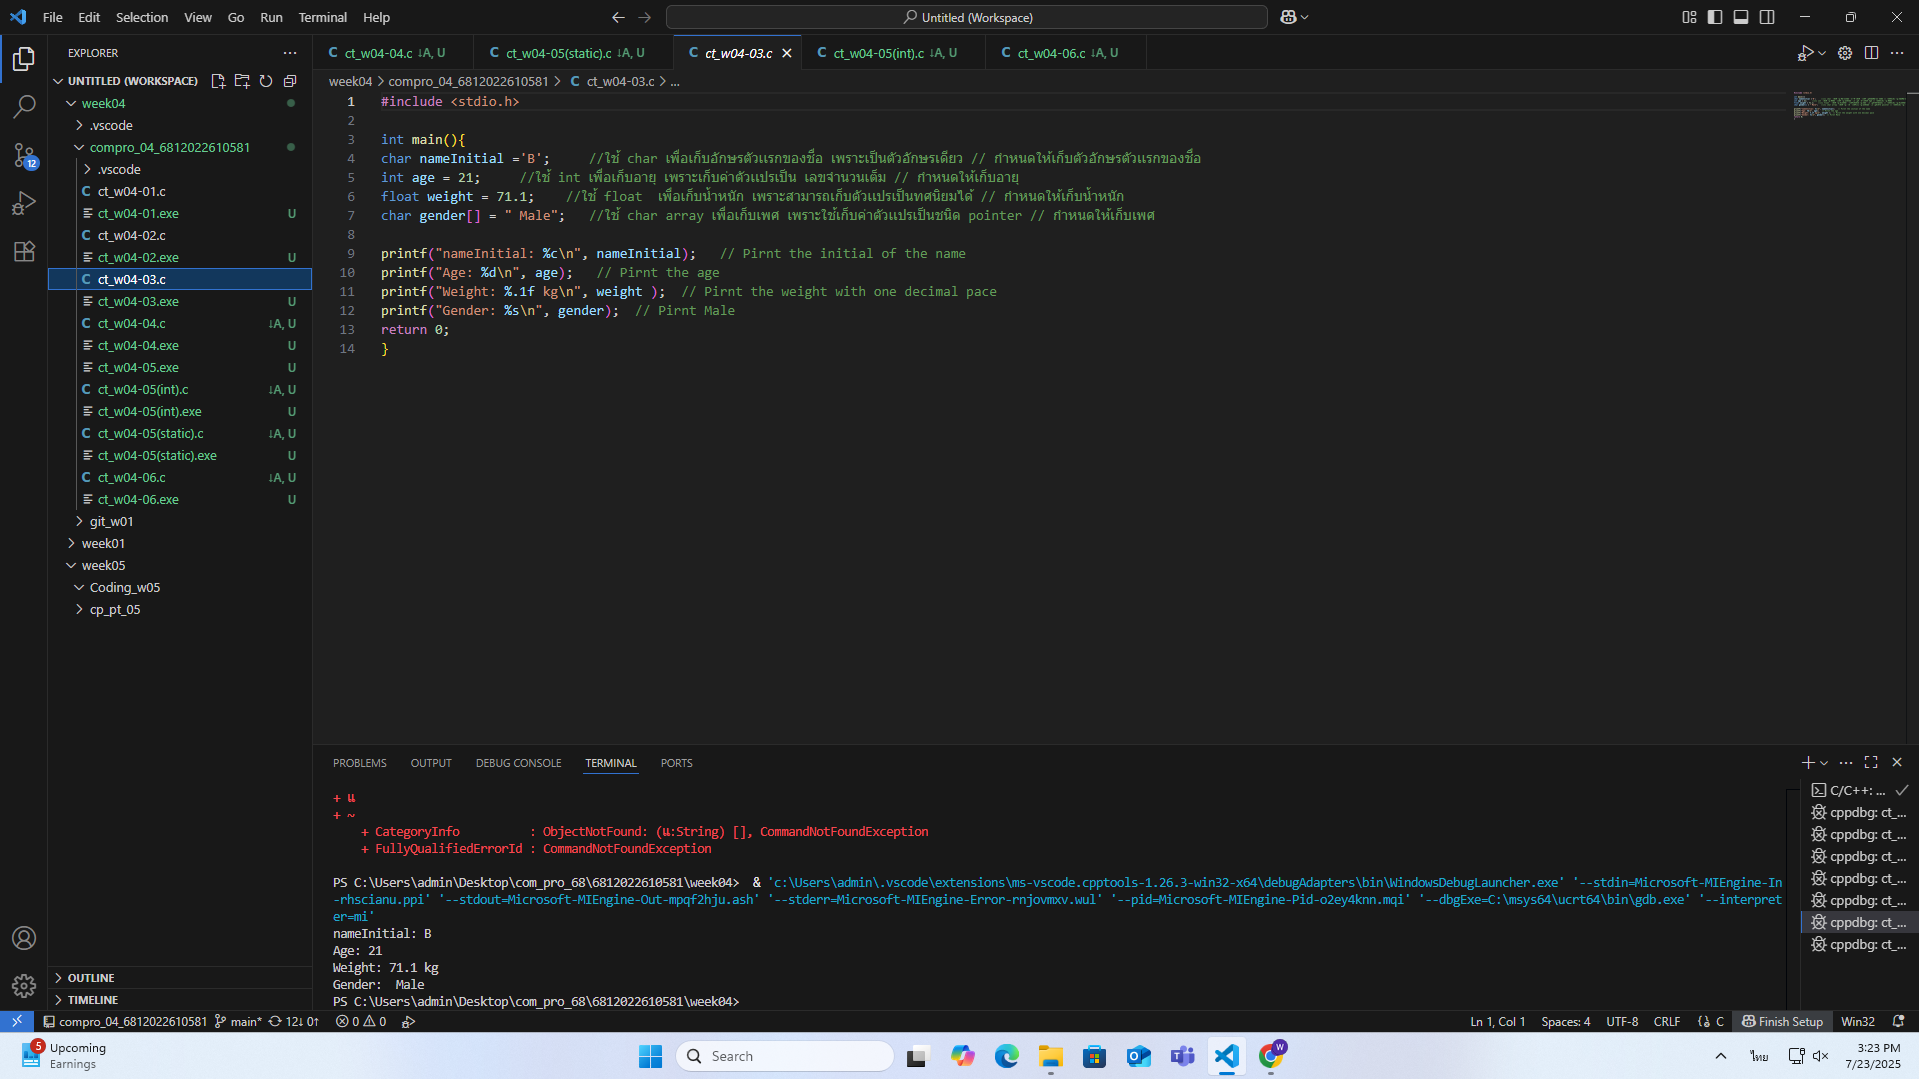 File Edit Selection View Go Run Terminal Help
Untitled (Workspace)
EXPLORER
UNTITLED (WORKSPACE)
week04
.vscode
compro_04_6812022610581
.vscode
ct_w04-01.c
ct_w04-01.exe U
ct_w04-02.c
ct_w04-02.exe U
ct_w04-03.c
ct_w04-03.exe U
ct_w04-04.c ↓A, U
ct_w04-04.exe U
ct_w04-05.exe U
ct_w04-05(int).c ↓A, U
ct_w04-05(int).exe U
ct_w04-05(static).c ↓A, U
ct_w04-05(static).exe U
ct_w04-06.c ↓A, U
ct_w04-06.exe U
git_w01
week01
week05
Coding_w05
cp_pt_05
OUTLINE
TIMELINE
ct_w04-04.c ↓A, U ct_w04-05(static).c ↓A, U ct_w04-03.c ct_w04-05(int).c ↓A, U ct_w04-06.c ↓A, U
week04 > compro_04_6812022610581 > C ct_w04-03.c > ...
1 #include <stdio.h>
2
3 int main(){
4 char nameInitial ='B'; //ใช้ char เพื่อเก็บอักษรตัวแรกของชื่อ เพราะเป็นตัวอักษรเดียว // กำหนดให้เก็บตัวอักษรตัวแรกของชื่อ
5 int age = 21; //ใช้ int เพื่อเก็บอายุ เพราะเก็บค่าตัวแปรเป็น เลขจำนวนเต็ม // กำหนดให้เก็บอายุ
6 float weight = 71.1; //ใช้ float เพื่อเก็บน้ำหนัก เพราะสามารถเก็บตัวแปรเป็นทศนิยมได้ // กำหนดให้เก็บน้ำหนัก
7 char gender[] = " Male"; //ใช้ char array เพื่อเก็บเพศ เพราะใช้เก็บค่าตัวแปรเป็นชนิด pointer // กำหนดให้เก็บเพศ
8
9 printf("nameInitial: %c\n", nameInitial); // Pirnt the initial of the name
10 printf("Age: %d\n", age); // Pirnt the age
11 printf("Weight: %.1f kg\n", weight ); // Pirnt the weight with one decimal pace
12 printf("Gender: %s\n", gender); // Pirnt Male
13 return 0;
14 }
PROBLEMS OUTPUT DEBUG CONSOLE TERMINAL PORTS
+ แ
+ ~
+ CategoryInfo : ObjectNotFound: (แ:String) [], CommandNotFoundException
+ FullyQualifiedErrorId : CommandNotFoundException
PS C:\Users\admin\Desktop\com_pro_68\6812022610581\week04> & 'c:\Users\admin\.vscode\extensions\ms-vscode.cpptools-1.26.3-win32-x64\debugAdapters\bin\WindowsDebugLauncher.exe' '--stdin=Microsoft-MIEngine-In
-rhscianu.ppi' '--stdout=Microsoft-MIEngine-Out-mpqf2hju.ash' '--stderr=Microsoft-MIEngine-Error-rnjovmxv.wul' '--pid=Microsoft-MIEngine-Pid-o2ey4knn.mqi' '--dbgExe=C:\msys64\ucrt64\bin\gdb.exe' '--interpret
er=mi'
nameInitial: B
Age: 21
Weight: 71.1 kg
Gender:  Male
PS C:\Users\admin\Desktop\com_pro_68\6812022610581\week04>
C/C++: ...
cppdbg: ct_...
cppdbg: ct_...
cppdbg: ct_...
cppdbg: ct_...
cppdbg: ct_...
cppdbg: ct_...
cppdbg: ct_...
compro_04_6812022610581 main* 12↓ 0↑ 0 0
Ln 1, Col 1 Spaces: 4 UTF-8 CRLF {} C Finish Setup Win32
5 Upcoming
Earnings
Search
ไทย
3:23 PM
7/23/2025